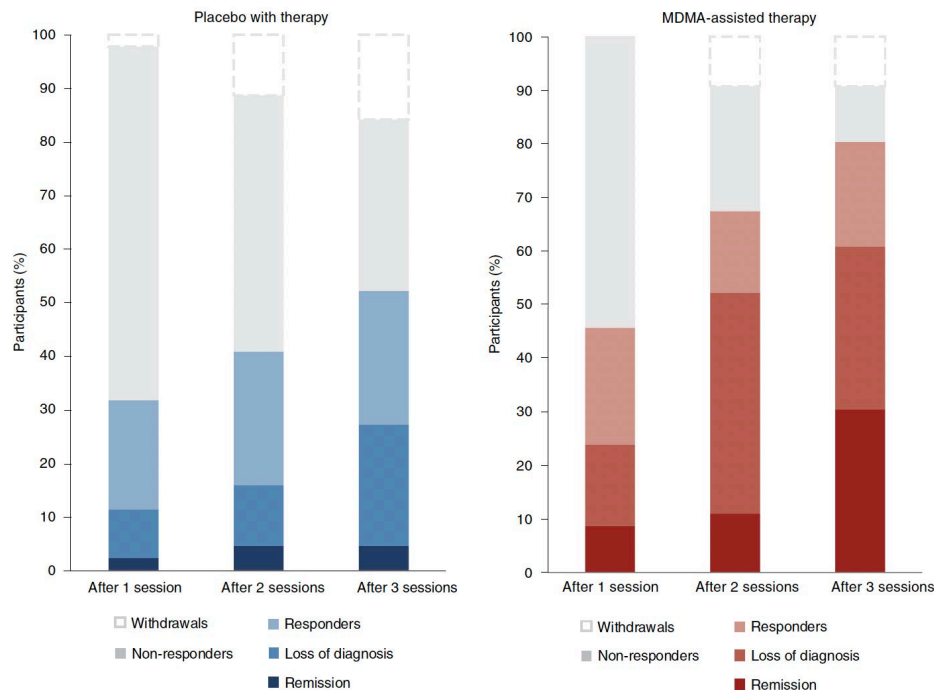 Placebo with therapy
100
90
80
70
60
50
40
30
20
10
0
Participants (%)
After 1 session After 2 sessions After 3 sessions
Withdrawals Responders
Non-responders Loss of diagnosis
Remission
MDMA-assisted therapy
100
90
80
70
60
50
40
30
20
10
0
Participants (%)
After 1 session After 2 sessions After 3 sessions
Withdrawals Responders
Non-responders Loss of diagnosis
Remission